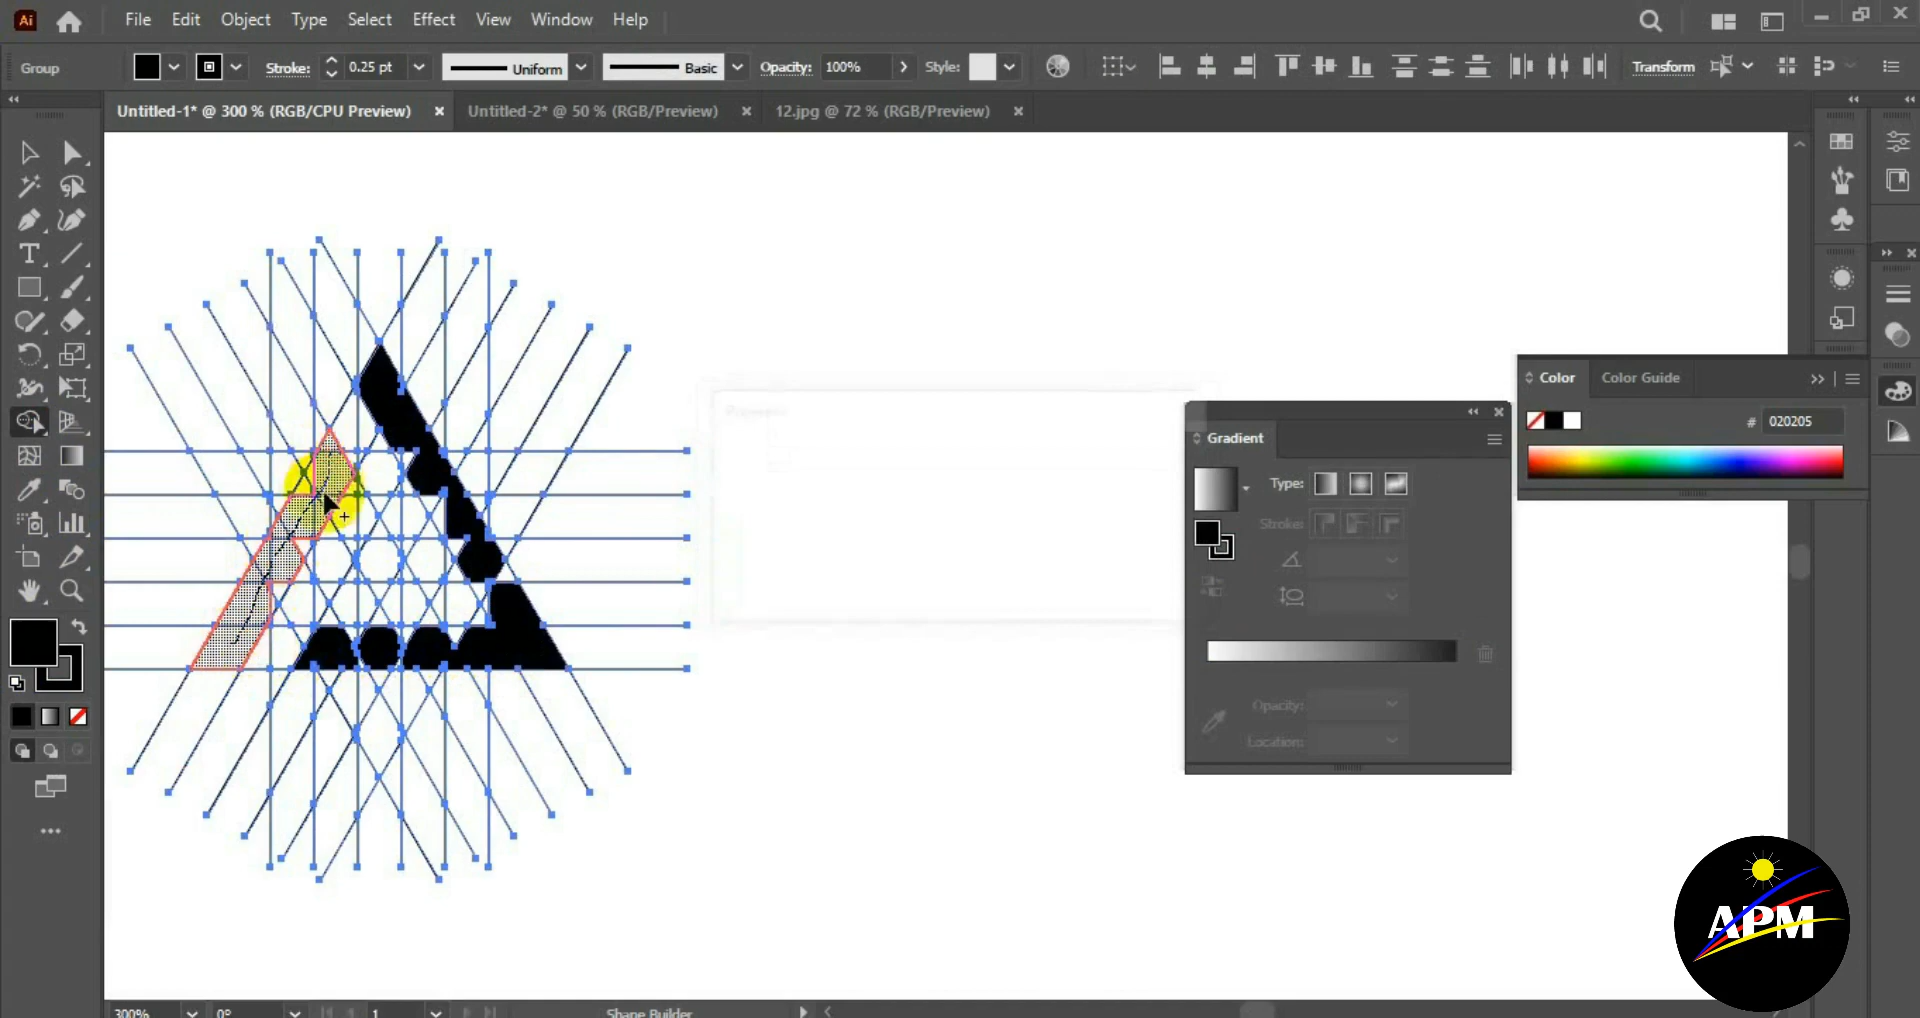 Ai File Edit Object Type Select Effect View Window Help
Group Stroke: 0.25 pt Uniform Basic Opacity: 100% Style: Transform
Untitled-1* @ 300 % (RGB/CPU Preview) Untitled-2* @ 50 % (RGB/Preview) 12.jpg @ 72 % (RGB/Preview)
Color Color Guide
# 020205
Gradient
Type:
Stroke:
Opacity:
Location:
APM
300% 0° 1 Shape Builder